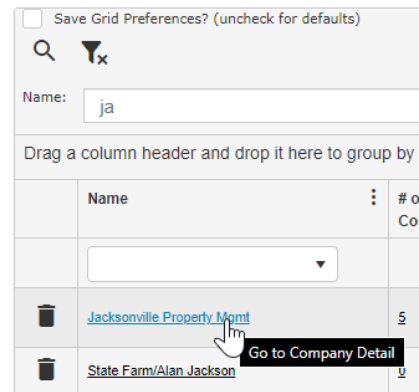 Save Grid Preferences? (uncheck for defaults)
Name:
ja
Drag a column header and drop it here to group by
Name
# o
Co
Jacksonville Property Mgmt
5
Go to Company Detail
State Farm/Alan Jackson
0